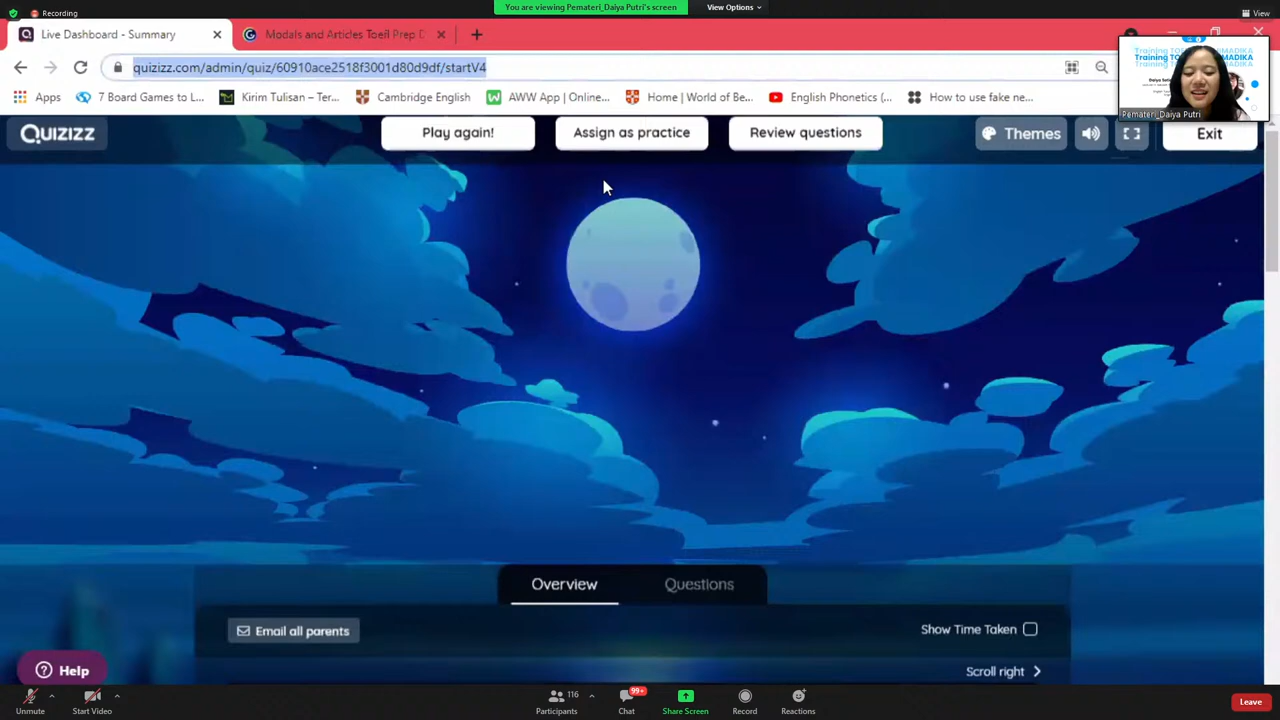 Recording
You are viewing Pemateri_Daiya Putri's screen
View Options
View
Live Dashboard - Summary
Modals and Articles Toefl Prep D
quizizz.com/admin/quiz/60910ace2518f3001d80d9df/startV4
Apps
7 Board Games to L...
Kirim Tulisan – Ter...
Cambridge English...
AWW App | Online...
Home | World of Be...
English Phonetics (...
How to use fake ne...
Pemateri_Daiya Putri
Quizizz
Play again!
Assign as practice
Review questions
Themes
Exit
Overview
Questions
Email all parents
Show Time Taken
Scroll right
Help
Unmute
Start Video
116
Participants
99+
Chat
Share Screen
Record
Reactions
Leave